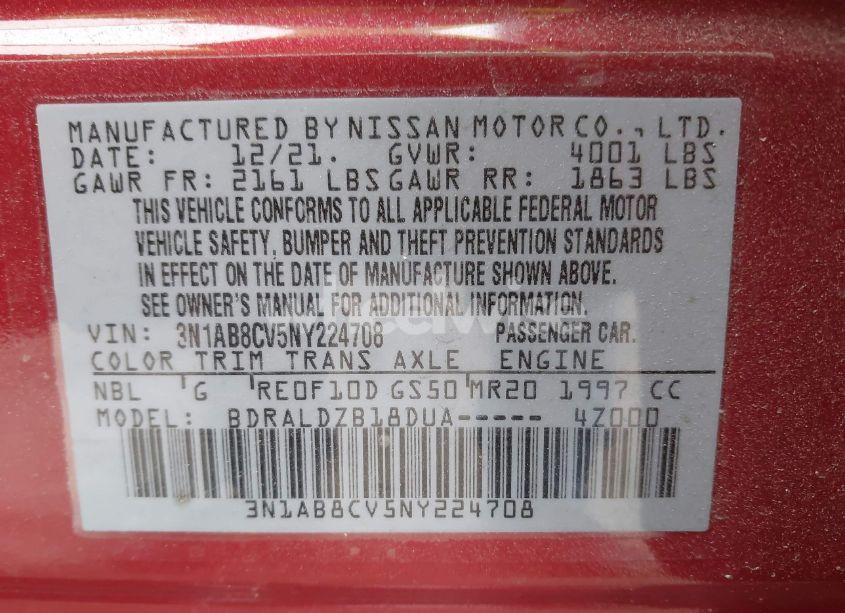 MANUFACTURED BY NISSAN MOTOR CO., LTD.
DATE: 12/21. GVWR: 4001 LBS
GAWR FR: 2161 LBS GAWR RR: 1863 LBS
THIS VEHICLE CONFORMS TO ALL APPLICABLE FEDERAL MOTOR
VEHICLE SAFETY, BUMPER AND THEFT PREVENTION STANDARDS
IN EFFECT ON THE DATE OF MANUFACTURE SHOWN ABOVE.
SEE OWNER'S MANUAL FOR ADDITIONAL INFORMATION
VIN: 3N1AB8CV5NY224708 PASSENGER CAR.
COLOR TRIM TRANS AXLE ENGINE
NBL 'G 'RE0F10D GS50'MR20 1997 CC
MODEL: BDRALDZB18DUA----- 4Z000
3N1AB8CV5NY224708